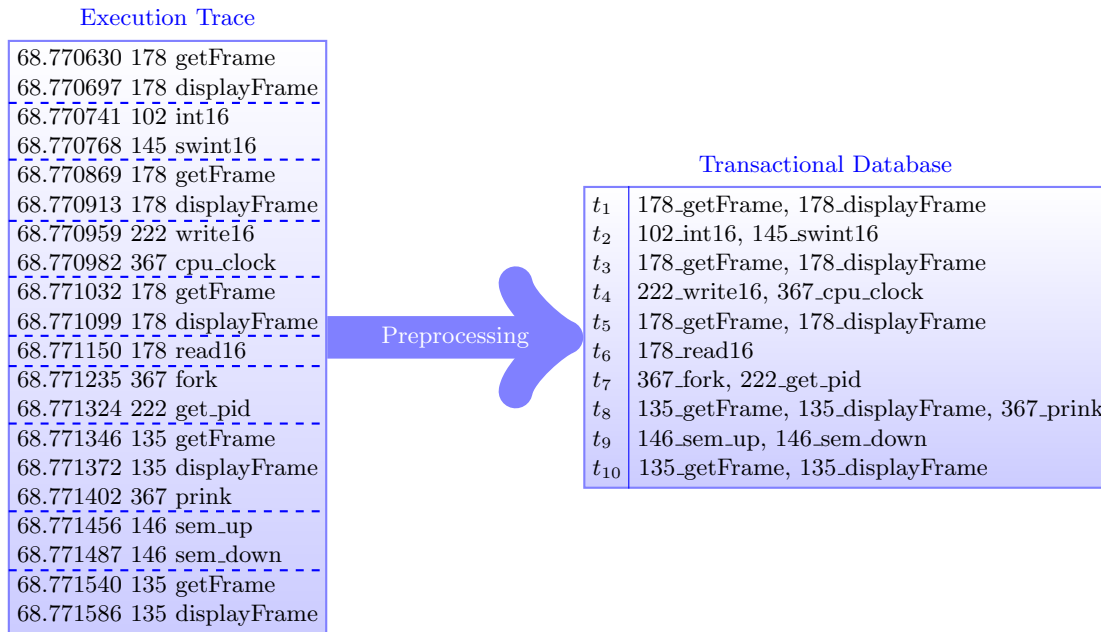 Execution Trace
68.770630 178 getFrame
68.770697 178 displayFrame
68.770741 102 int16
68.770768 145 swint16
68.770869 178 getFrame
68.770913 178 displayFrame
68.770959 222 write16
68.770982 367 cpu_clock
68.771032 178 getFrame
68.771099 178 displayFrame
68.771150 178 read16
68.771235 367 fork
68.771324 222 get_pid
68.771346 135 getFrame
68.771372 135 displayFrame
68.771402 367 prink
68.771456 146 sem_up
68.771487 146 sem_down
68.771540 135 getFrame
68.771586 135 displayFrame
Preprocessing
Transactional Database
t₁ 178_getFrame, 178_displayFrame
t₂ 102_int16, 145_swint16
t₃ 178_getFrame, 178_displayFrame
t₄ 222_write16, 367_cpu_clock
t₅ 178_getFrame, 178_displayFrame
t₆ 178_read16
t₇ 367_fork, 222_get_pid
t₈ 135_getFrame, 135_displayFrame, 367_prink
t₉ 146_sem_up, 146_sem_down
t₁₀ 135_getFrame, 135_displayFrame